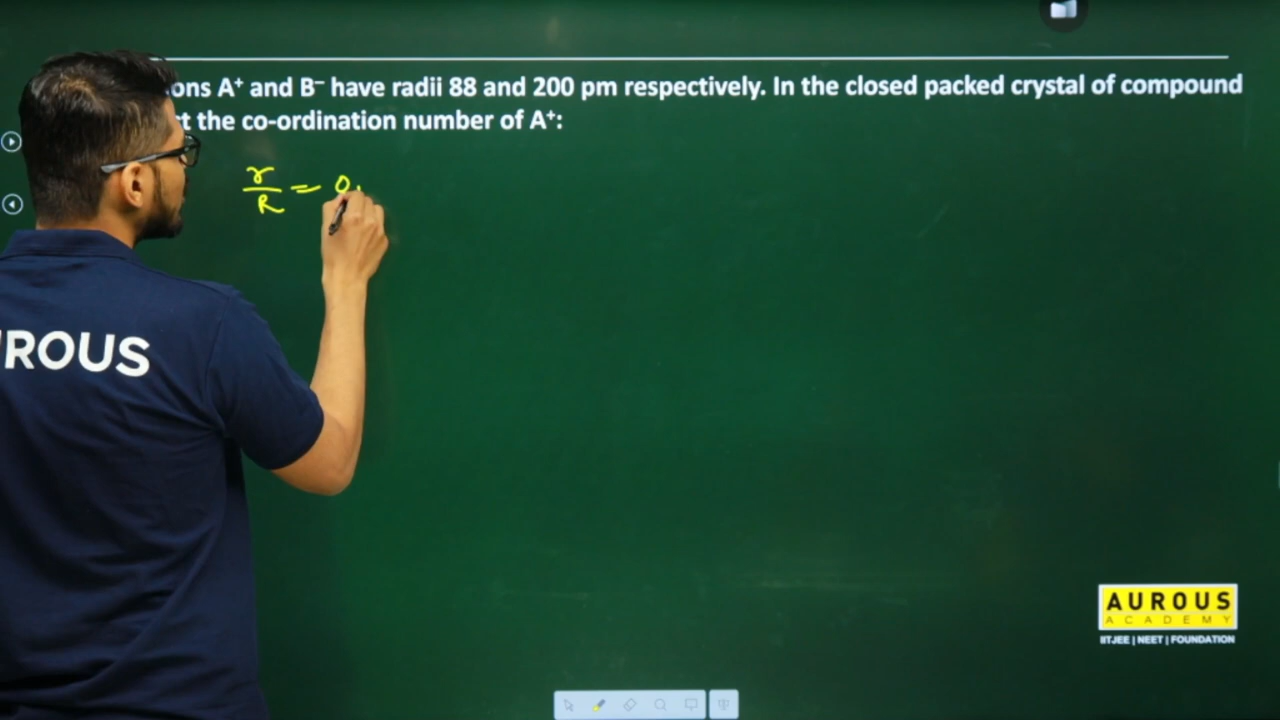 ons A⁺ and B⁻ have radii 88 and 200 pm respectively. In the closed packed crystal of compound
the co-ordination number of A⁺:
r/R = 0.
ROUS
AUROUS
ACADEMY
IITJEE | NEET | FOUNDATION